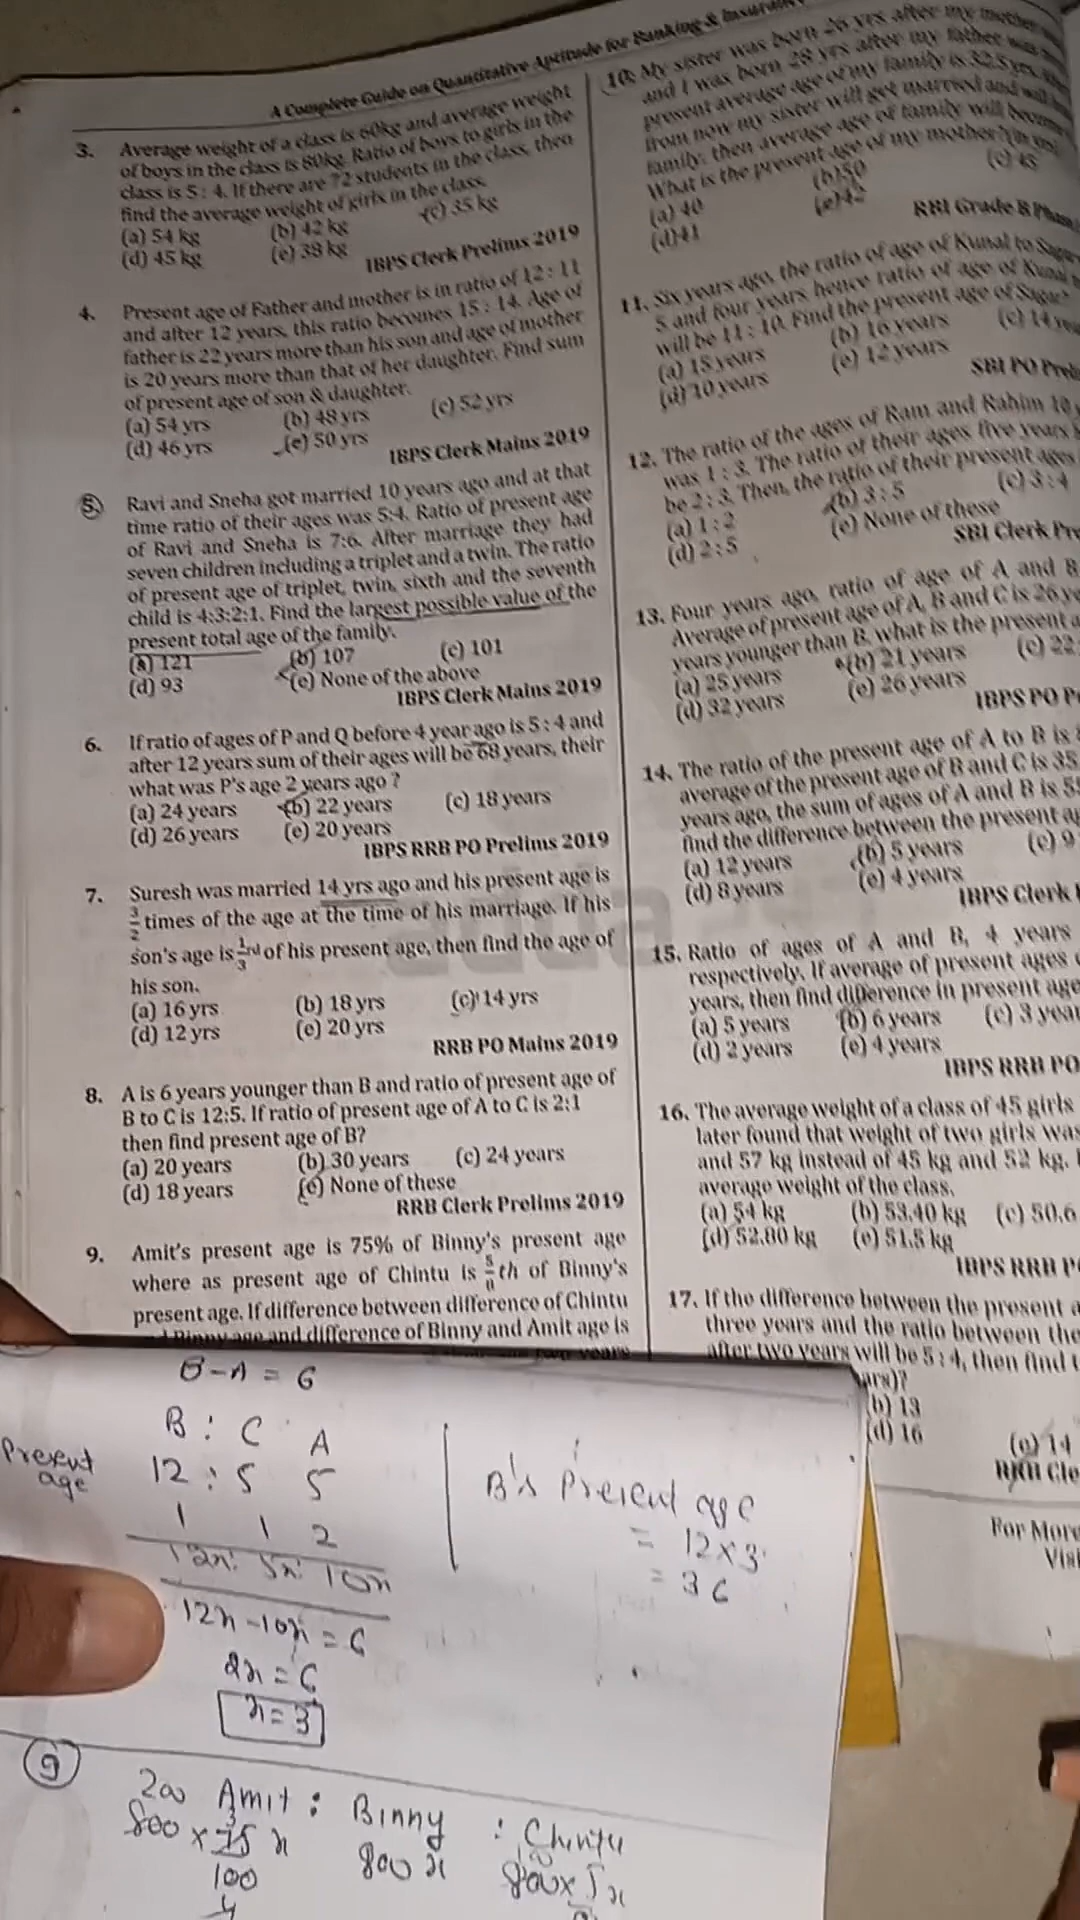 A Complete Guide on Quantitative Aptitude for Banking & Insurance
3. Average weight of a class is 60kg and average weight
of boys in the class is 80kg. Ratio of boys to girls in the
class is 5 : 4. If there are 72 students in the class, then
find the average weight of girls in the class.
(a) 54 kg (b) 42 kg (c) 35 kg
(d) 45 kg (e) 38 kg
IBPS Clerk Prelims 2019
4. Present age of Father and mother is in ratio of 12 : 11
and after 12 years, this ratio becomes 15 : 14. Age of
father is 22 years more than his son and age of mother
is 20 years more than that of her daughter. Find sum
of present age of son & daughter.
(a) 54 yrs (b) 48 yrs (c) 52 yrs
(d) 46 yrs (e) 50 yrs
IBPS Clerk Mains 2019
5. Ravi and Sneha got married 10 years ago and at that
time ratio of their ages was 5:4. Ratio of present age
of Ravi and Sneha is 7:6. After marriage they had
seven children including a triplet and a twin. The ratio
of present age of triplet, twin, sixth and the seventh
child is 4:3:2:1. Find the largest possible value of the
present total age of the family.
(a) 121 (b) 107 (c) 101
(d) 93 (e) None of the above
IBPS Clerk Mains 2019
6. If ratio of ages of P and Q before 4 year ago is 5 : 4 and
after 12 years sum of their ages will be 68 years, their
what was P's age 2 years ago ?
(a) 24 years (b) 22 years (c) 18 years
(d) 26 years (e) 20 years
IBPS RRB PO Prelims 2019
7. Suresh was married 14 yrs ago and his present age is
3/2 times of the age at the time of his marriage. If his
son's age is 1/3 rd of his present age, then find the age of
his son.
(a) 16 yrs (b) 18 yrs (c) 14 yrs
(d) 12 yrs (e) 20 yrs
RRB PO Mains 2019
8. A is 6 years younger than B and ratio of present age of
B to C is 12:5. If ratio of present age of A to C is 2:1
then find present age of B?
(a) 20 years (b) 30 years (c) 24 years
(d) 18 years (e) None of these
RRB Clerk Prelims 2019
9. Amit's present age is 75% of Binny's present age
where as present age of Chintu is 5/8 th of Binny's
present age. If difference between difference of Chintu
and Binny age and difference of Binny and Amit age is
10. My sister was born 26 yrs after my mother
and I was born 28 yrs after my father
present average age of my family is 32.5 yrs.
from now my sister will get married and will
family, then average age of family will become
What is the present age of my mother
(a) 40 (b) 50 (c) 45
(d) 41 (e) 42
RBI Grade B Phase
11. Six years ago, the ratio of age of Kunal to Sagar
5 and four years hence ratio of age of Kunal
will be 11 : 10. Find the present age of Sagar
(a) 15 years (b) 16 years (c) 14
(d) 10 years (e) 12 years
SBI PO
12. The ratio of the ages of Ram and Rahim 10
was 1 : 3. The ratio of their ages five years
be 2 : 3. Then, the ratio of their present ages
(a) 1 : 2 (b) 3 : 5 (c) 3 : 4
(d) 2 : 5 (e) None of these
SBI Clerk
13. Four years ago, ratio of age of A and B
Average of present age of A, B and C is 26
years younger than B. what is the present
(a) 25 years (b) 21 years (c) 22
(d) 32 years (e) 26 years
IBPS PO
14. The ratio of the present age of A to B is
average of the present age of B and C is 35
years ago, the sum of ages of A and B is
find the difference between the present
(a) 12 years (b) 5 years (c) 9
(d) 8 years (e) 4 years
IBPS Clerk
15. Ratio of ages of A and B, 4 years
respectively. If average of present ages
years, then find difference in present age
(a) 5 years (b) 6 years (c) 3
(d) 2 years (e) 4 years
IBPS RRB PO
16. The average weight of a class of 45 girls
later found that weight of two girls was
and 57 kg instead of 45 kg and 52 kg.
average weight of the class.
(a) 54 kg (b) 53.40 kg (c) 50.6
(d) 52.80 kg (e) 51.5 kg
IBPS RRB
17. If the difference between the present
three years and the ratio between the
after two years will be 5 : 4, then find
(b) 13
(d) 16 (e) 14
RRB
For More
B-A = 6
B : C A
Present age
12 : 5 5
1 1 2
12x: 5x: 10x
12x-10x = 6
2x = 6
x = 3
B's Present age
= 12×3
= 36
9
200 Amit : Binny : Chintu
800 × 75 x 800 x 800× 5x
100
4